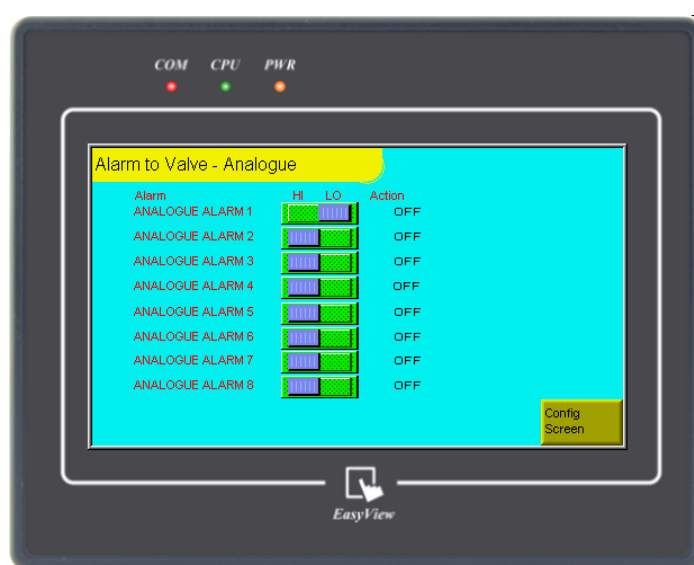 COM CPU PWR
Alarm to Valve - Analogue
Alarm HI LO Action
ANALOGUE ALARM 1 OFF
ANALOGUE ALARM 2 OFF
ANALOGUE ALARM 3 OFF
ANALOGUE ALARM 4 OFF
ANALOGUE ALARM 5 OFF
ANALOGUE ALARM 6 OFF
ANALOGUE ALARM 7 OFF
ANALOGUE ALARM 8 OFF
Config
Screen
EasyView